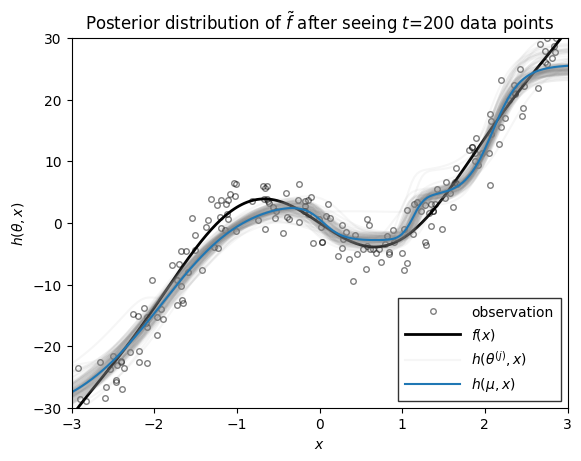 Posterior distribution of f̃ after seeing t=200 data points
30
20
10
0
−10
−20
−30
h(θ, x)
observation
f(x)
h(θ⁽ʲ⁾, x)
h(μ, x)
−3
−2
−1
0
1
2
3
x